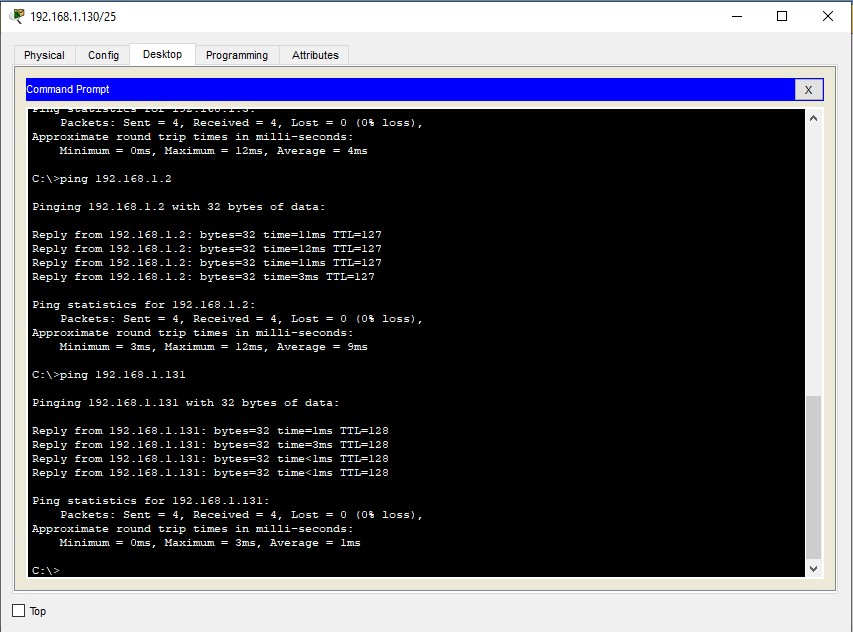 192.168.1.130/25
Physical Config Desktop Programming Attributes
Command Prompt X
Ping statistics for 192.168.1.3:
Packets: Sent = 4, Received = 4, Lost = 0 (0% loss),
Approximate round trip times in milli-seconds:
Minimum = 0ms, Maximum = 12ms, Average = 4ms
C:\>ping 192.168.1.2
Pinging 192.168.1.2 with 32 bytes of data:
Reply from 192.168.1.2: bytes=32 time=11ms TTL=127
Reply from 192.168.1.2: bytes=32 time=12ms TTL=127
Reply from 192.168.1.2: bytes=32 time=11ms TTL=127
Reply from 192.168.1.2: bytes=32 time=3ms TTL=127
Ping statistics for 192.168.1.2:
Packets: Sent = 4, Received = 4, Lost = 0 (0% loss),
Approximate round trip times in milli-seconds:
Minimum = 3ms, Maximum = 12ms, Average = 9ms
C:\>ping 192.168.1.131
Pinging 192.168.1.131 with 32 bytes of data:
Reply from 192.168.1.131: bytes=32 time=1ms TTL=128
Reply from 192.168.1.131: bytes=32 time=3ms TTL=128
Reply from 192.168.1.131: bytes=32 time<1ms TTL=128
Reply from 192.168.1.131: bytes=32 time<1ms TTL=128
Ping statistics for 192.168.1.131:
Packets: Sent = 4, Received = 4, Lost = 0 (0% loss),
Approximate round trip times in milli-seconds:
Minimum = 0ms, Maximum = 3ms, Average = 1ms
C:\>
Top